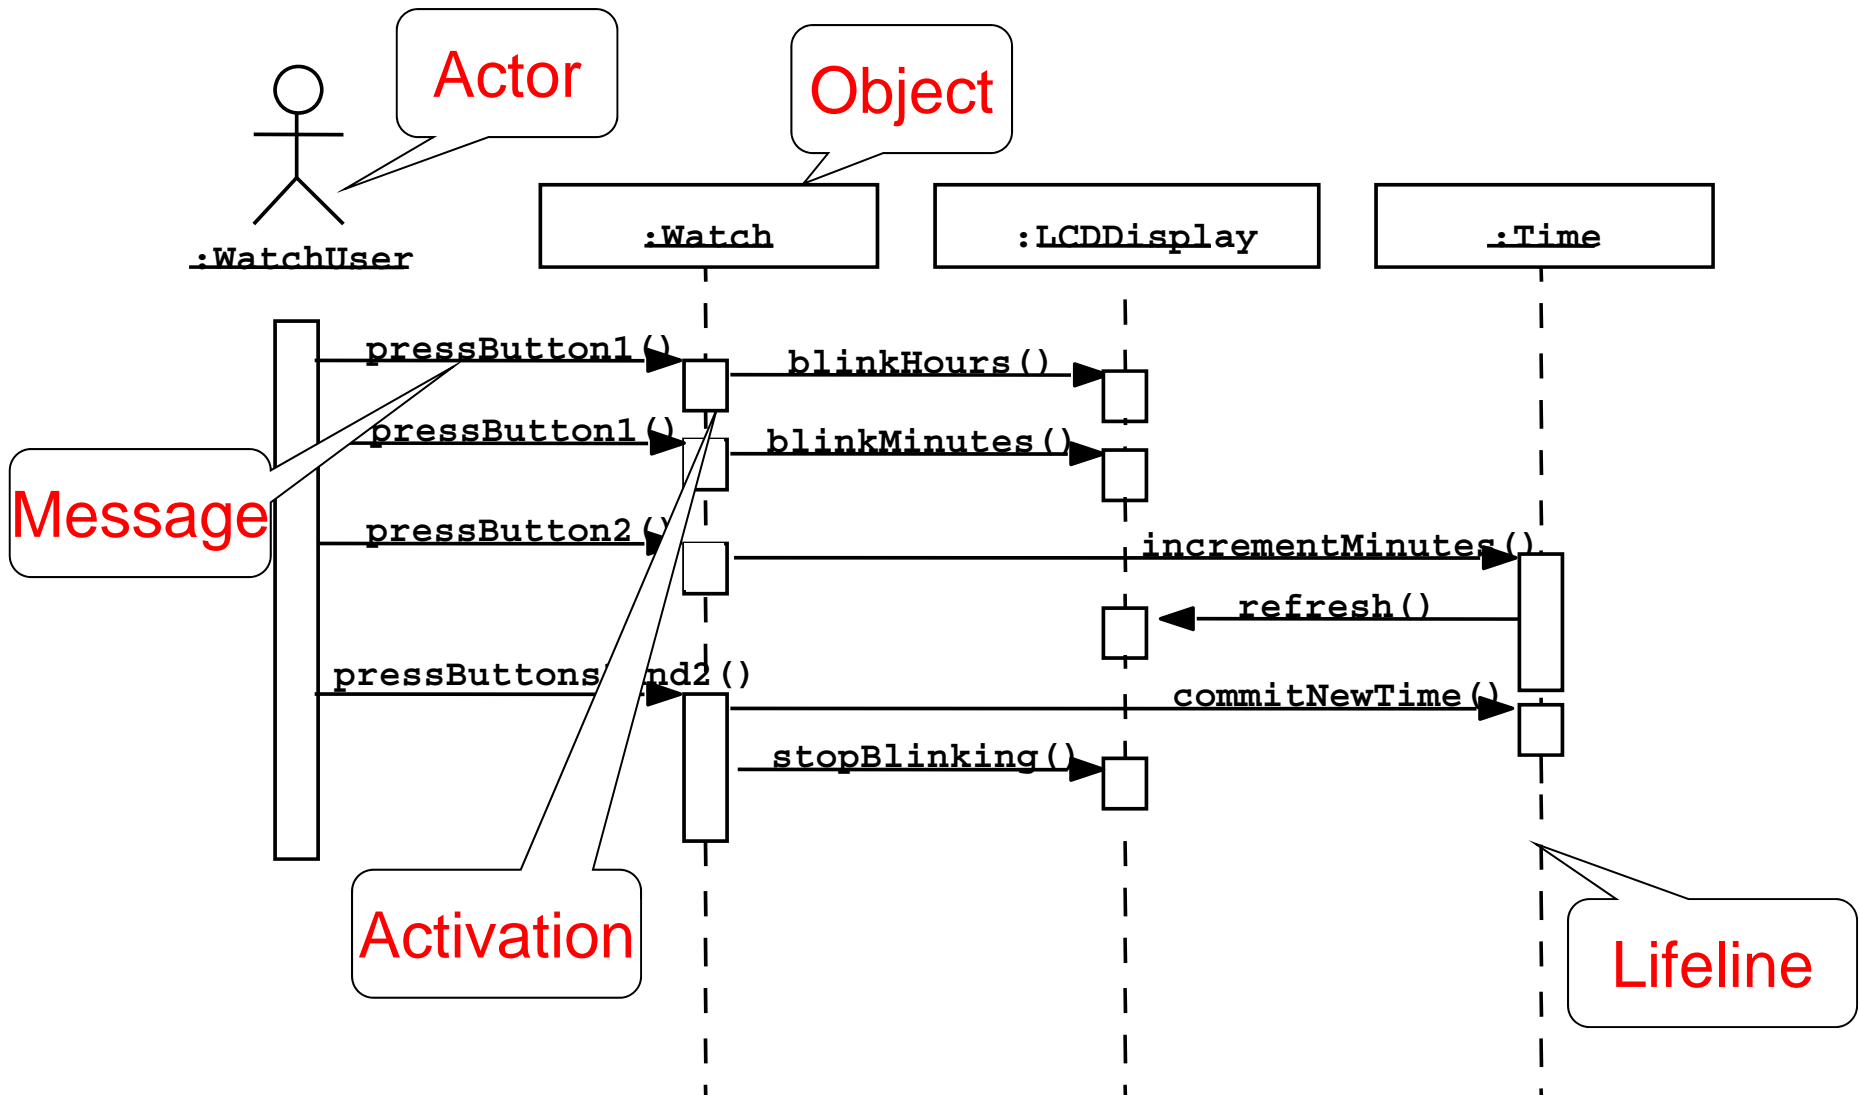 Actor
Object
:WatchUser
:Watch
:LCDDisplay
:Time
pressButton1()
blinkHours()
pressButton1()
blinkMinutes()
Message
pressButton2()
incrementMinutes()
refresh()
commitNewTime()
stopBlinking()
Activation
Lifeline